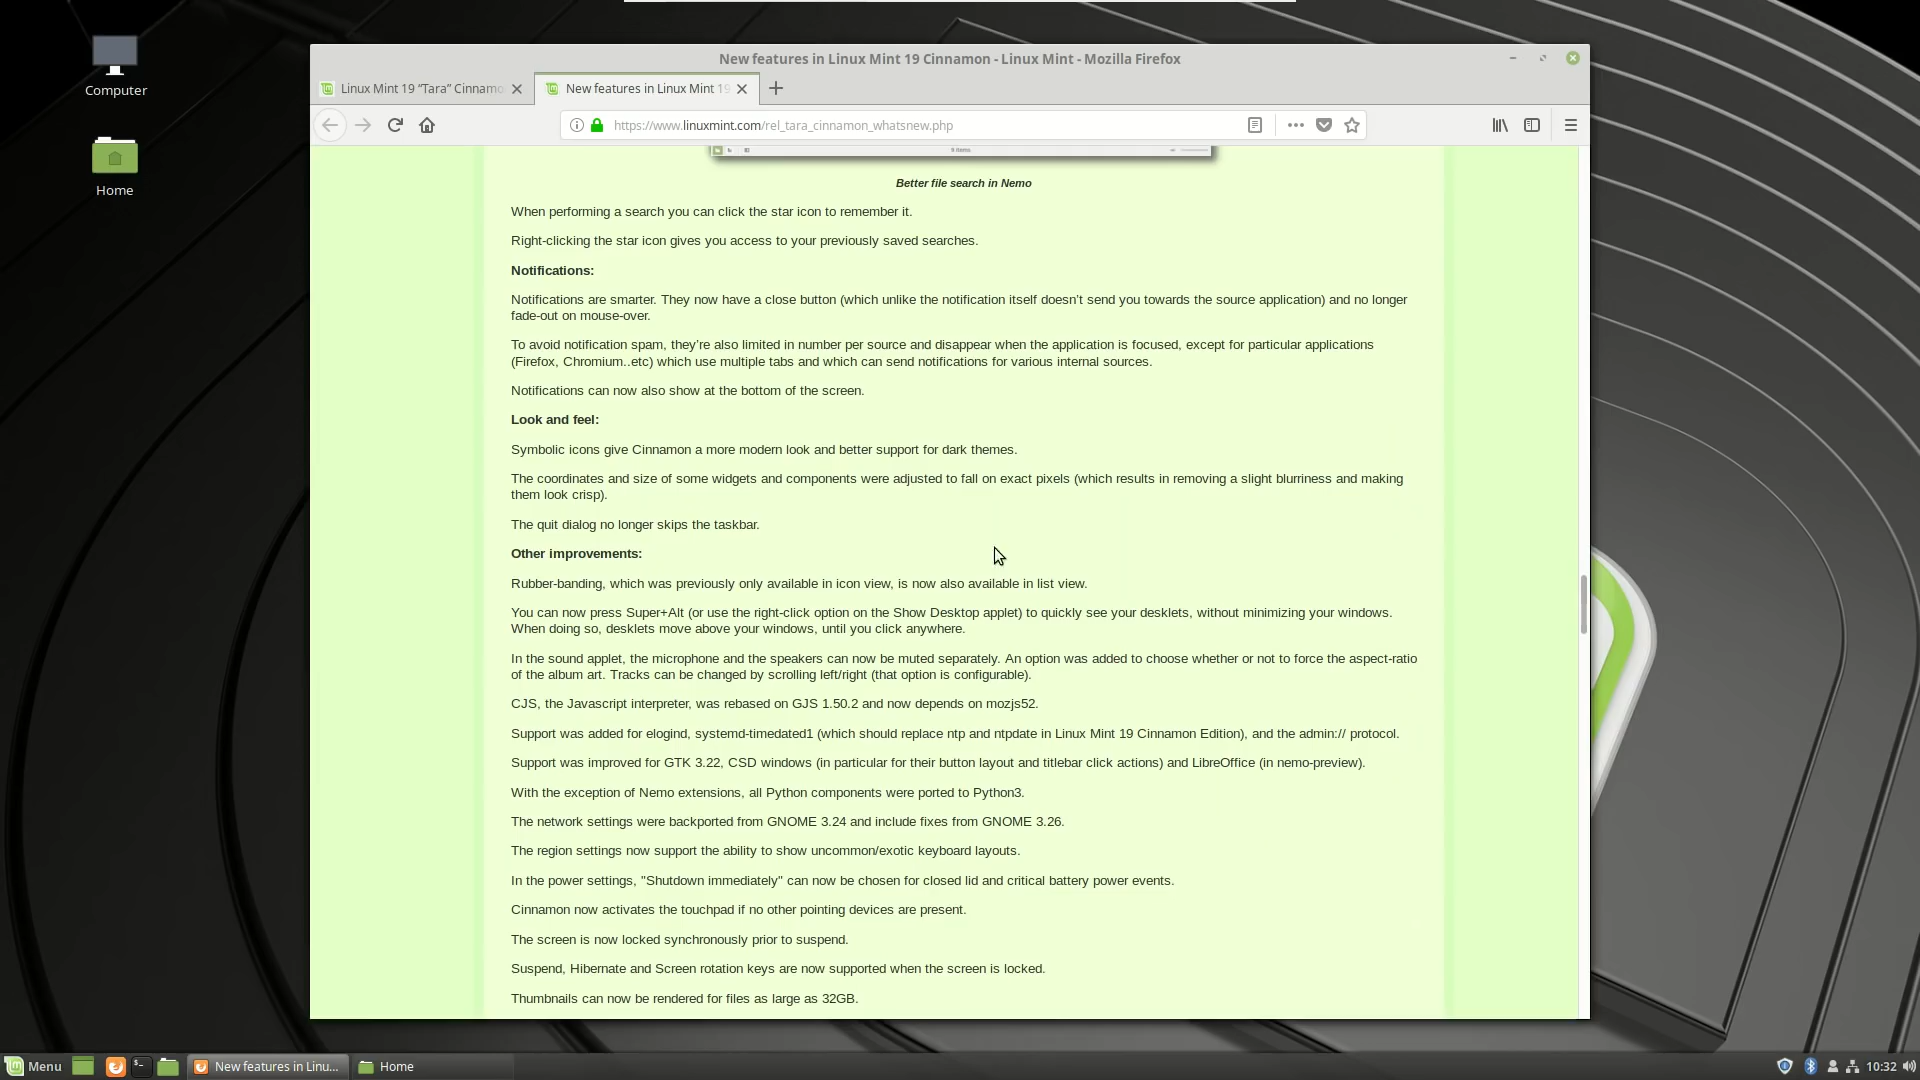 Computer
Home
New features in Linux Mint 19 Cinnamon - Linux Mint - Mozilla Firefox
Linux Mint 19 “Tara” Cinnamo
New features in Linux Mint 19
https://www.linuxmint.com/rel_tara_cinnamon_whatsnew.php
9 items
Better file search in Nemo
When performing a search you can click the star icon to remember it.
Right-clicking the star icon gives you access to your previously saved searches.
Notifications:
Notifications are smarter. They now have a close button (which unlike the notification itself doesn’t send you towards the source application) and no longer
fade-out on mouse-over.
To avoid notification spam, they’re also limited in number per source and disappear when the application is focused, except for particular applications
(Firefox, Chromium..etc) which use multiple tabs and which can send notifications for various internal sources.
Notifications can now also show at the bottom of the screen.
Look and feel:
Symbolic icons give Cinnamon a more modern look and better support for dark themes.
The coordinates and size of some widgets and components were adjusted to fall on exact pixels (which results in removing a slight blurriness and making
them look crisp).
The quit dialog no longer skips the taskbar.
Other improvements:
Rubber-banding, which was previously only available in icon view, is now also available in list view.
You can now press Super+Alt (or use the right-click option on the Show Desktop applet) to quickly see your desklets, without minimizing your windows.
When doing so, desklets move above your windows, until you click anywhere.
In the sound applet, the microphone and the speakers can now be muted separately. An option was added to choose whether or not to force the aspect-ratio
of the album art. Tracks can be changed by scrolling left/right (that option is configurable).
CJS, the Javascript interpreter, was rebased on GJS 1.50.2 and now depends on mozjs52.
Support was added for elogind, systemd-timedated1 (which should replace ntp and ntpdate in Linux Mint 19 Cinnamon Edition), and the admin:// protocol.
Support was improved for GTK 3.22, CSD windows (in particular for their button layout and titlebar click actions) and LibreOffice (in nemo-preview).
With the exception of Nemo extensions, all Python components were ported to Python3.
The network settings were backported from GNOME 3.24 and include fixes from GNOME 3.26.
The region settings now support the ability to show uncommon/exotic keyboard layouts.
In the power settings, "Shutdown immediately" can now be chosen for closed lid and critical battery power events.
Cinnamon now activates the touchpad if no other pointing devices are present.
The screen is now locked synchronously prior to suspend.
Suspend, Hibernate and Screen rotation keys are now supported when the screen is locked.
Thumbnails can now be rendered for files as large as 32GB.
Menu
New features in Linu...
Home
10:32